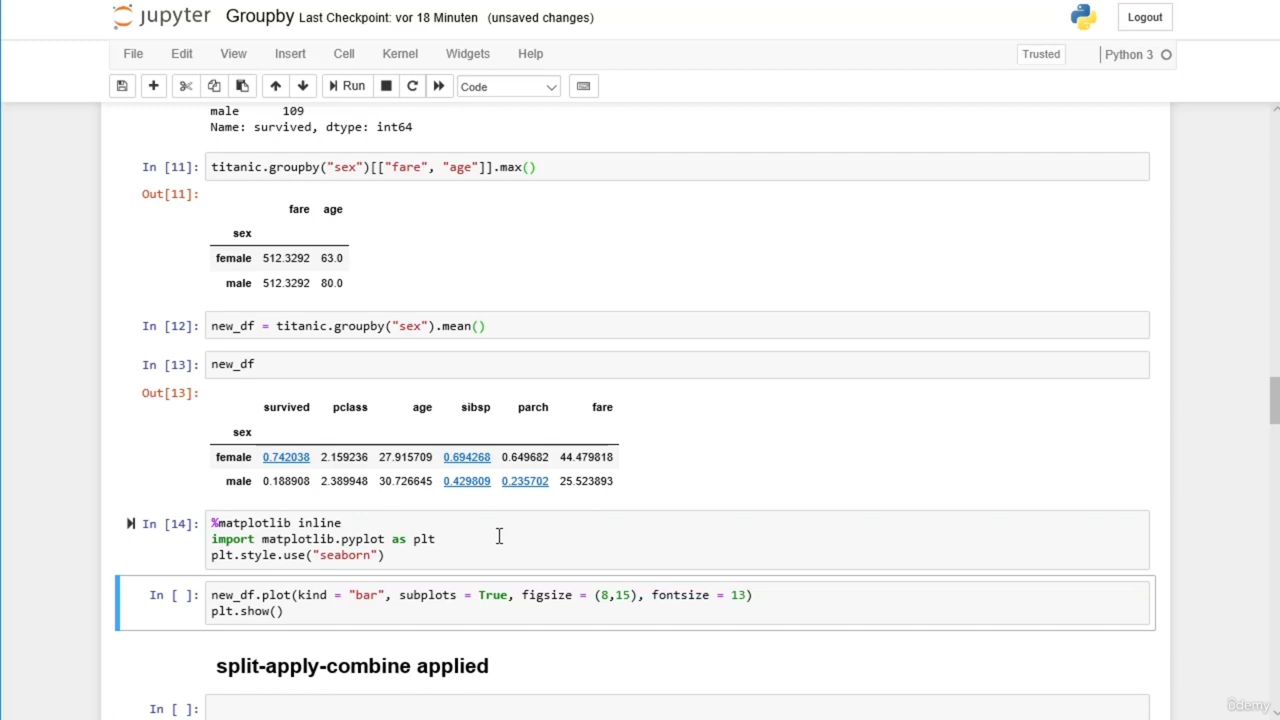 jupyter Groupby Last Checkpoint: vor 18 Minuten (unsaved changes) Logout
File Edit View Insert Cell Kernel Widgets Help Trusted Python 3
Run Code
male 109
Name: survived, dtype: int64
In [11]: titanic.groupby("sex")[["fare", "age"]].max()
Out[11]:
fare age
sex
female 512.3292 63.0
male 512.3292 80.0
In [12]: new_df = titanic.groupby("sex").mean()
In [13]: new_df
Out[13]:
survived pclass age sibsp parch fare
sex
female 0.742038 2.159236 27.915709 0.694268 0.649682 44.479818
male 0.188908 2.389948 30.726645 0.429809 0.235702 25.523893
In [14]: %matplotlib inline
import matplotlib.pyplot as plt
plt.style.use("seaborn")
In [ ]: new_df.plot(kind = "bar", subplots = True, figsize = (8,15), fontsize = 13)
plt.show()
split-apply-combine applied
In [ ]:
ûdemy